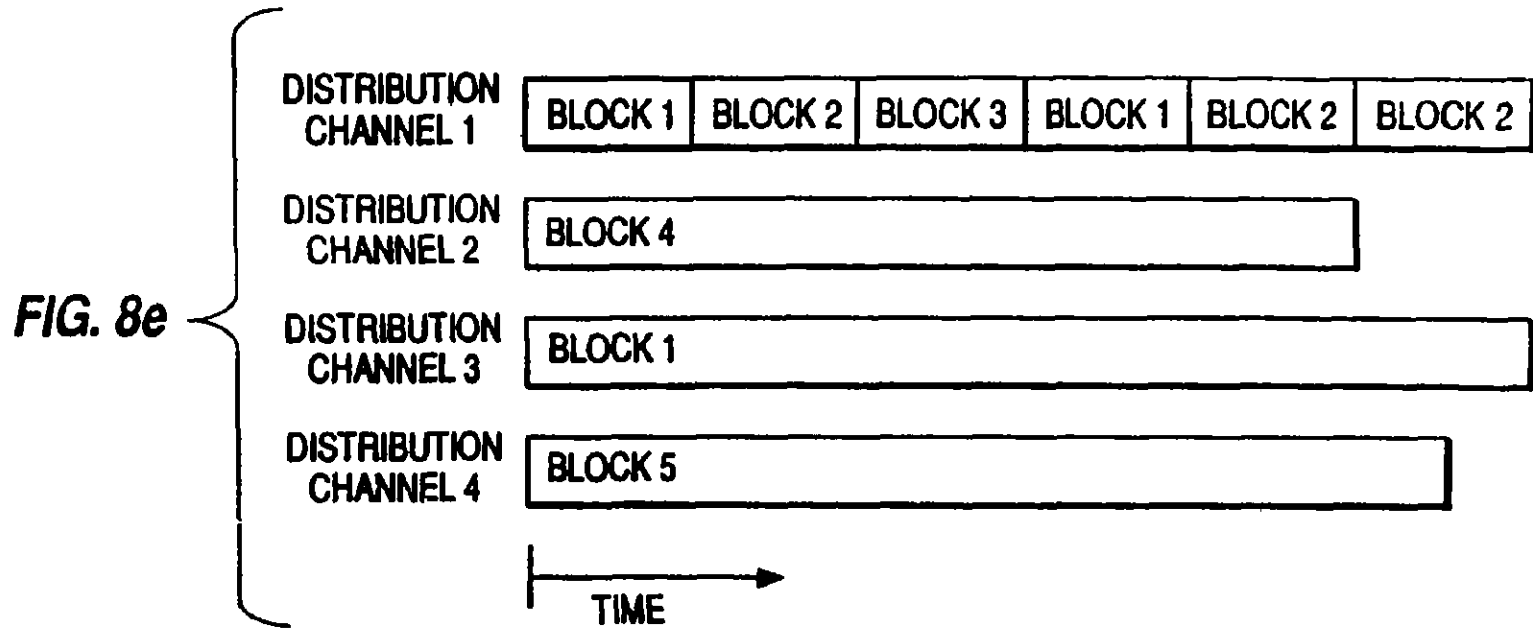 FIG. 8e
DISTRIBUTION
CHANNEL 1
BLOCK 1 BLOCK 2 BLOCK 3 BLOCK 1 BLOCK 2 BLOCK 2
DISTRIBUTION
CHANNEL 2
BLOCK 4
DISTRIBUTION
CHANNEL 3
BLOCK 1
DISTRIBUTION
CHANNEL 4
BLOCK 5
TIME